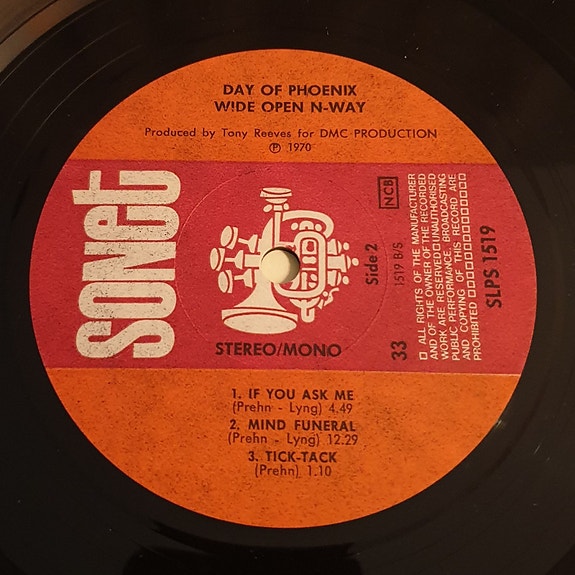 DAY OF PHOENIX
WIDE OPEN N-WAY
Produced by Tony Reeves for DMC PRODUCTION
℗ 1970
SONET
STEREO/MONO
NCB
Side 2
1519 B/S
33
□ ALL RIGHTS OF THE MANUFACTURER
AND OF THE OWNER OF THE RECORDED
WORK ARE RESERVED □ UNAUTHORISED
PUBLIC PERFORMANCE, BROADCASTING
AND COPYING OF THIS RECORD ARE
PROHIBITED
SLPS 1519
1. IF YOU ASK ME
(Prehn - Lyng) 4.49
2. MIND FUNERAL
(Prehn - Lyng) 12.29
3. TICK-TACK
(Prehn) 1.10